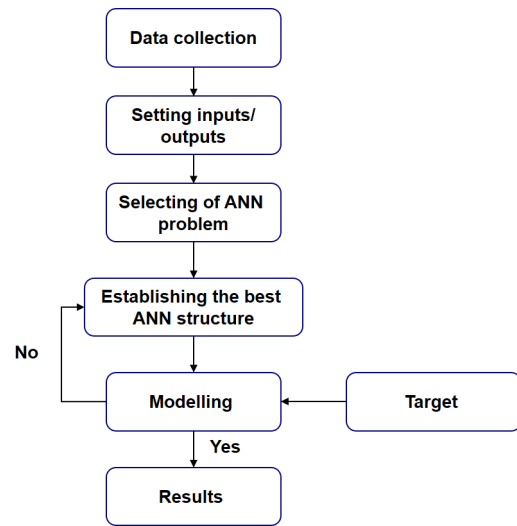 Data collection
Setting inputs/
outputs
Selecting of ANN
problem
Establishing the best
ANN structure
No
Modelling
Target
Yes
Results